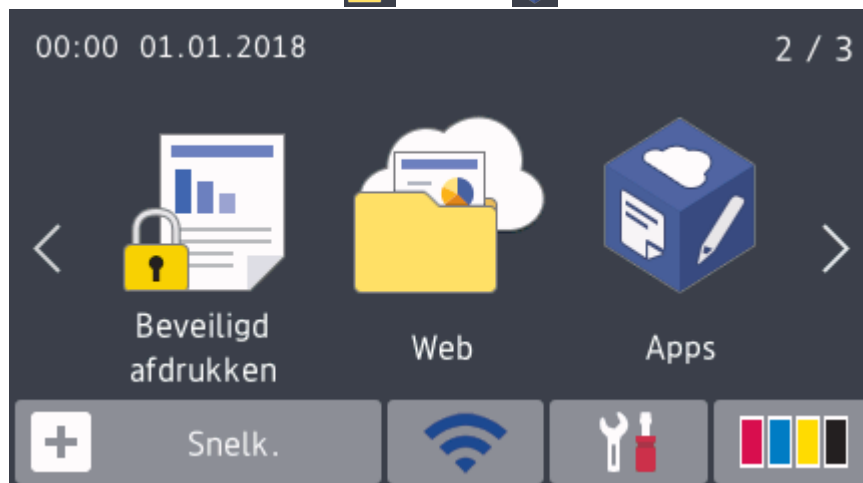 00:00 01.01.2018
2 / 3
Beveiligd
afdrukken
Web
Apps
Snelk.